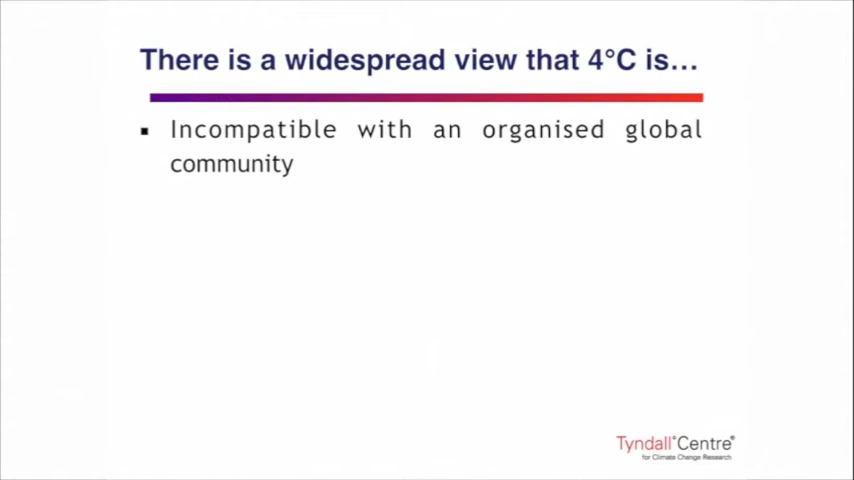 There is a widespread view that 4°C is...
▪ Incompatible with an organised global
community
Tyndall°Centre®
for Climate Change Research